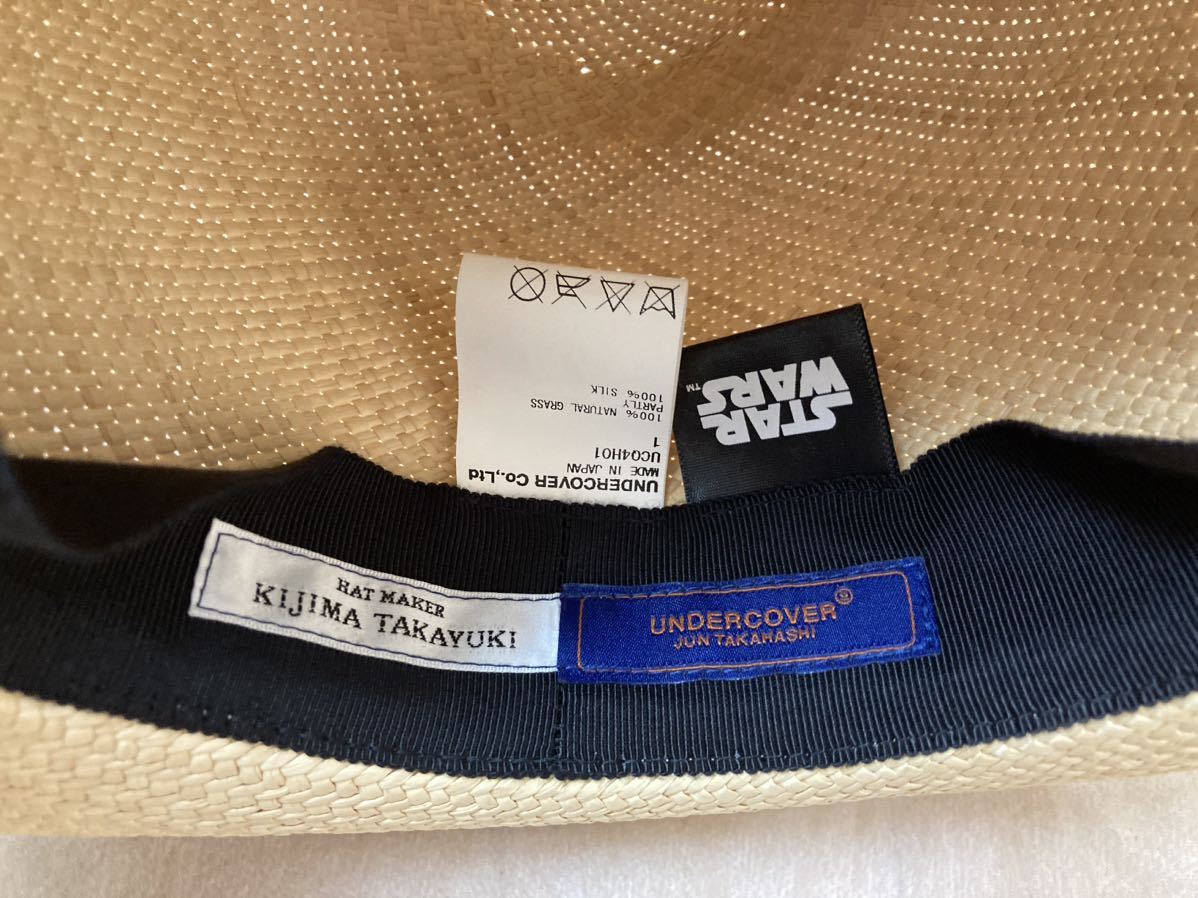 UNDERCOVER Co.,Ltd
MADE IN JAPAN
UCQ4H01
1
100% NATURAL GRASS
PARTLY
100% SILK
STAR
WARS
TM
HAT MAKER
KIJIMA TAKAYUKI
UNDERCOVER®
JUN TAKAHASHI